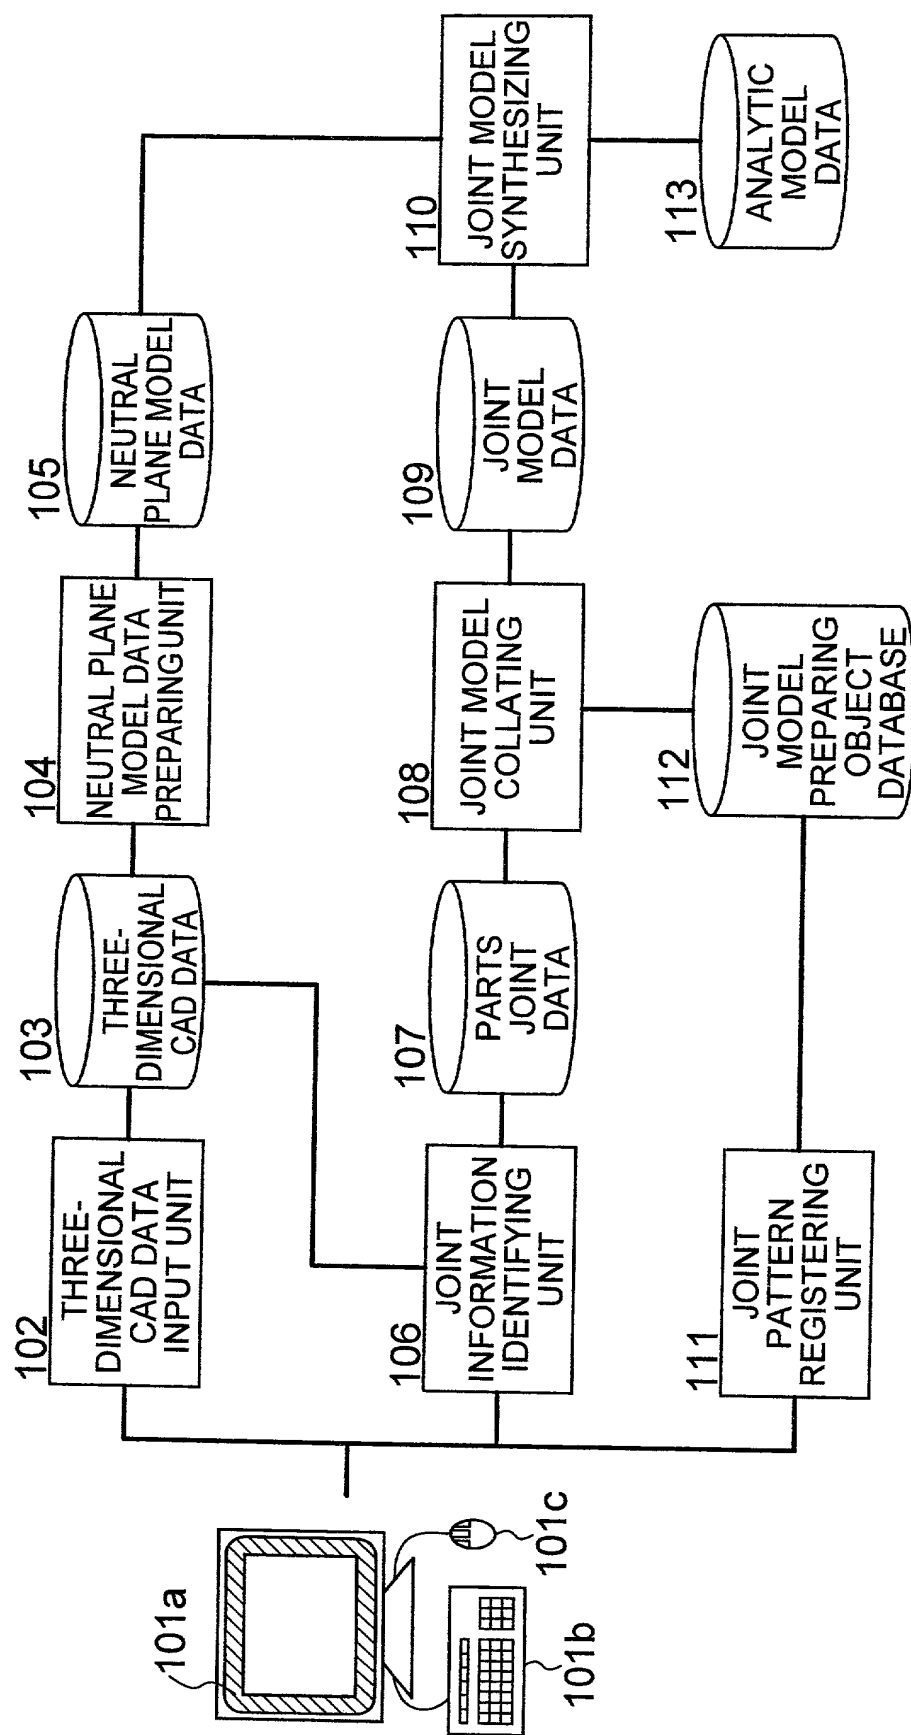 101a
101b
101c
102
THREE-
DIMENSIONAL
CAD DATA
INPUT UNIT
103
THREE-
DIMENSIONAL
CAD DATA
104
NEUTRAL PLANE
MODEL DATA
PREPARING UNIT
105
NEUTRAL
PLANE MODEL
DATA
106
JOINT
INFORMATION
IDENTIFYING
UNIT
107
PARTS
JOINT
DATA
108
JOINT MODEL
COLLATING
UNIT
109
JOINT
MODEL
DATA
110
JOINT MODEL
SYNTHESIZING
UNIT
111
JOINT
PATTERN
REGISTERING
UNIT
112
JOINT
MODEL
PREPARING
OBJECT
DATABASE
113
ANALYTIC
MODEL
DATA